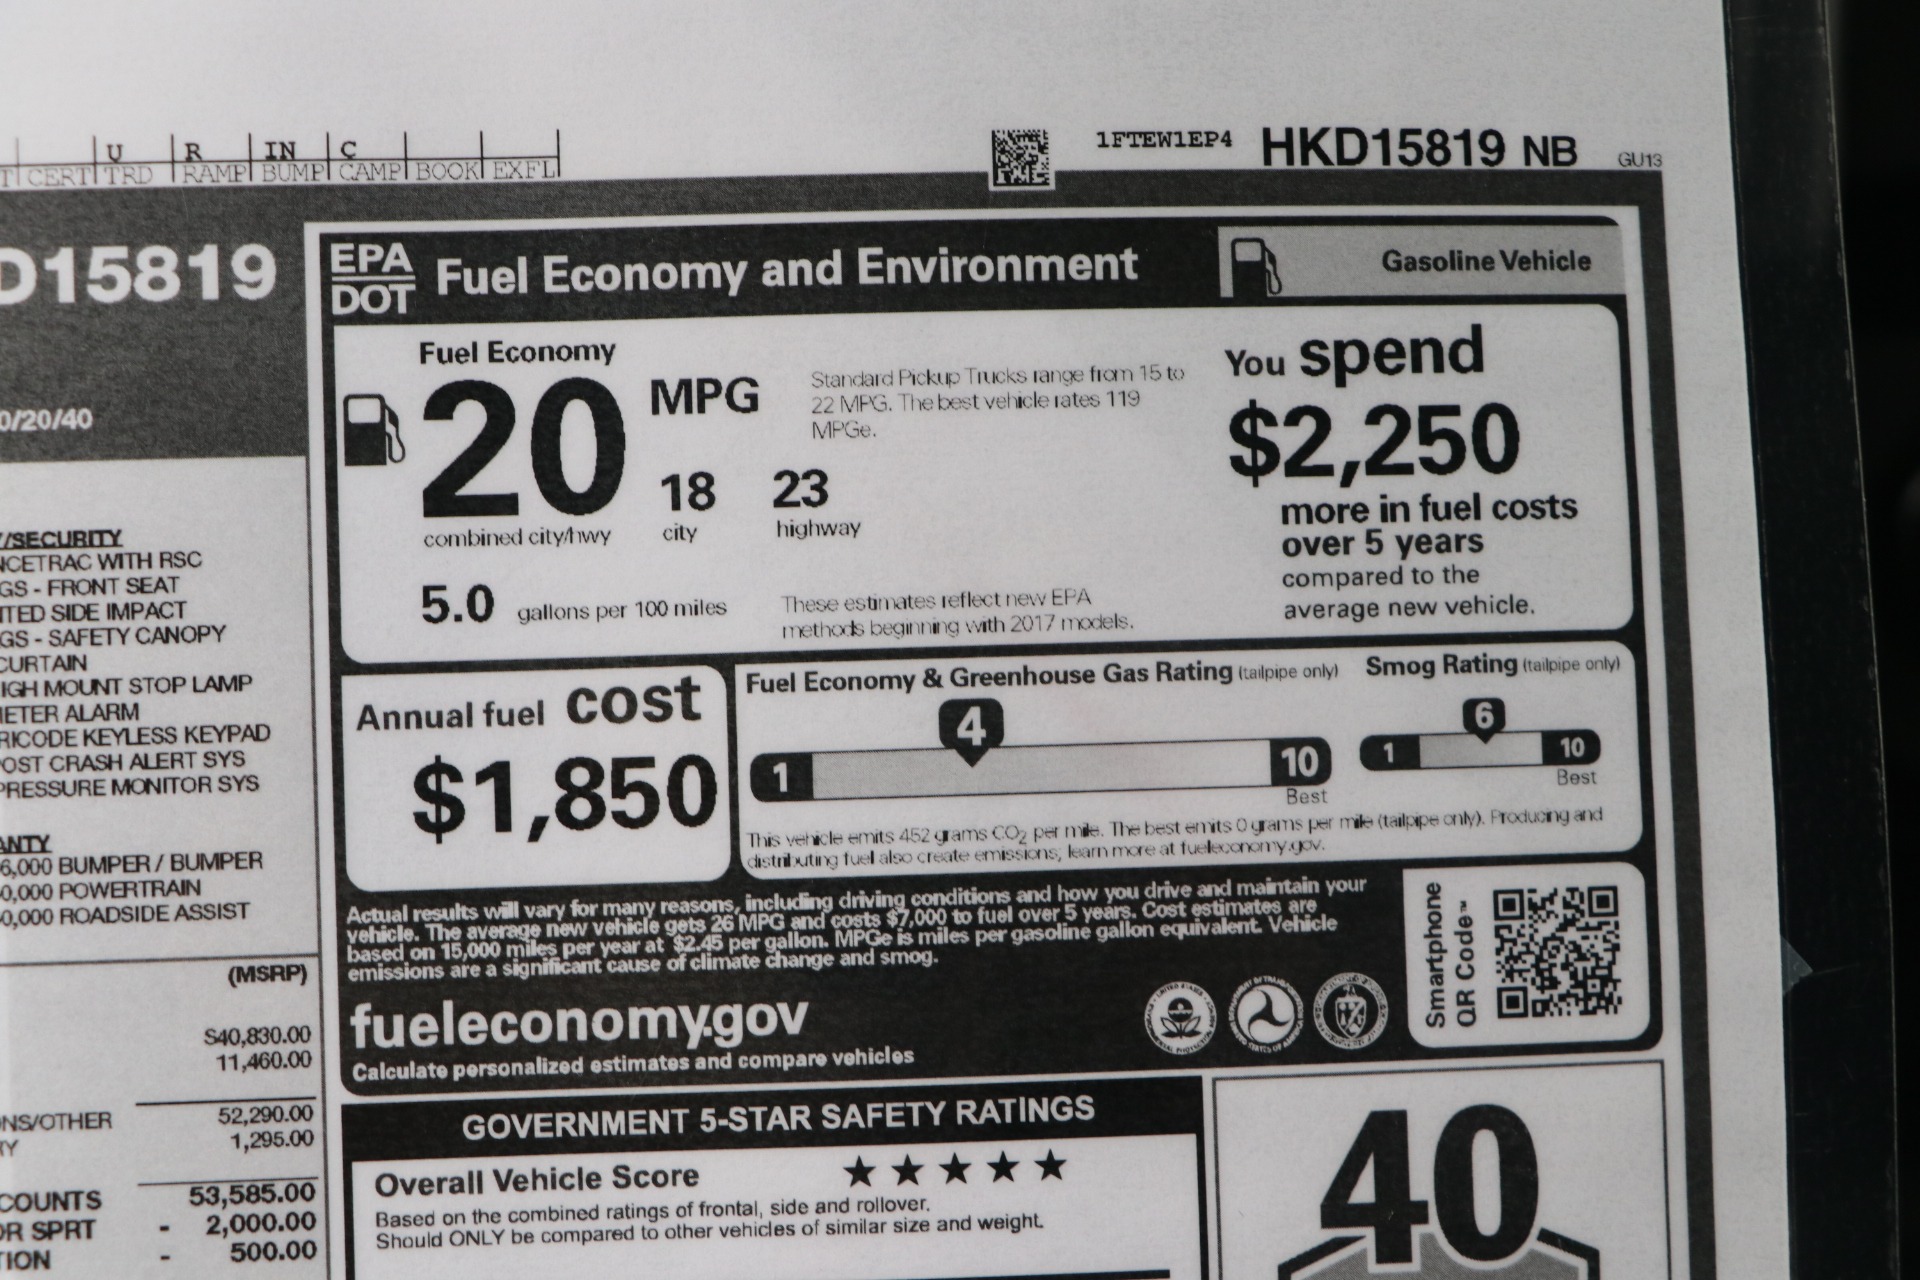 U R IN C
CERT TRD RAMP BUMP CAMP BOOK EXFL
1FTEW1EP4 HKD15819 NB GU13
D15819
0/20/40
/SECURITY
NCETRAC WITH RSC
GS - FRONT SEAT
TED SIDE IMPACT
GS - SAFETY CANOPY
CURTAIN
IGH MOUNT STOP LAMP
METER ALARM
RICODE KEYLESS KEYPAD
OST CRASH ALERT SYS
PRESSURE MONITOR SYS
ANTY
6,000 BUMPER / BUMPER
0,000 POWERTRAIN
0,000 ROADSIDE ASSIST
(MSRP)
$40,830.00
11,460.00
NS/OTHER 52,290.00
RY 1,295.00
COUNTS 53,585.00
OR SPRT - 2,000.00
TION - 500.00
EPA
DOT
Fuel Economy and Environment
Gasoline Vehicle
Fuel Economy
20 MPG
combined city/hwy
18
city
23
highway
5.0 gallons per 100 miles
Standard Pickup Trucks range from 15 to
22 MPG. The best vehicle rates 119
MPGe.
These estimates reflect new EPA
methods beginning with 2017 models.
You spend
$2,250
more in fuel costs
over 5 years
compared to the
average new vehicle.
Annual fuel cost
$1,850
Fuel Economy & Greenhouse Gas Rating (tailpipe only)
4
1 10
Best
Smog Rating (tailpipe only)
6
1 10
Best
This vehicle emits 452 grams CO2 per mile. The best emits 0 grams per mile (tailpipe only). Producing and
distributing fuel also create emissions; learn more at fueleconomy.gov.
Actual results will vary for many reasons, including driving conditions and how you drive and maintain your
vehicle. The average new vehicle gets 26 MPG and costs $7,000 to fuel over 5 years. Cost estimates are
based on 15,000 miles per year at $2.45 per gallon. MPGe is miles per gasoline gallon equivalent. Vehicle
emissions are a significant cause of climate change and smog.
fueleconomy.gov
Calculate personalized estimates and compare vehicles
Smartphone
QR Code™
GOVERNMENT 5-STAR SAFETY RATINGS
Overall Vehicle Score ★★★★★
Based on the combined ratings of frontal, side and rollover.
Should ONLY be compared to other vehicles of similar size and weight.
40